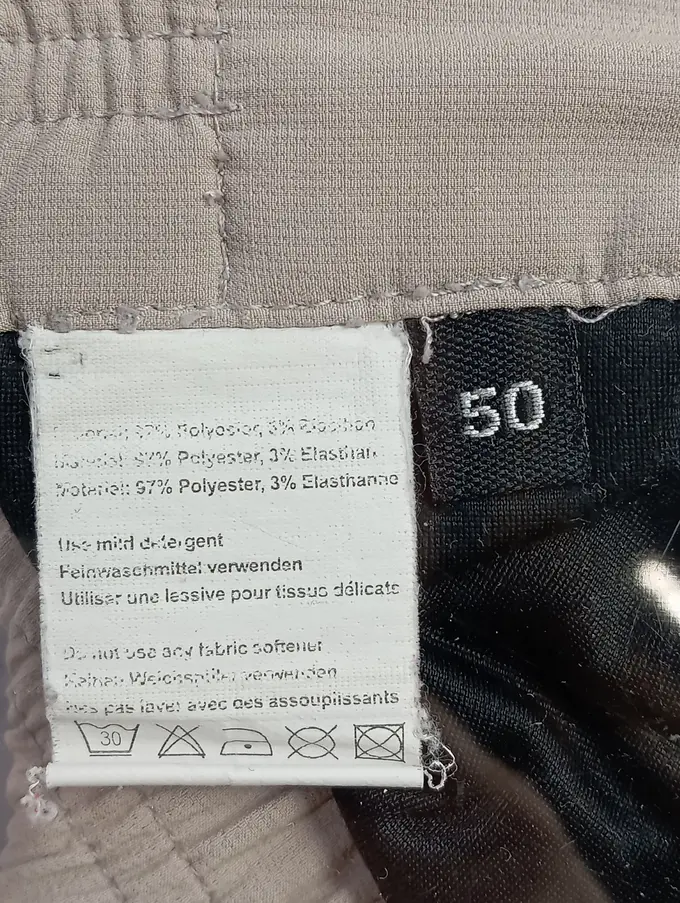 97% Polyester, 3% Elasthan
Material: 97% Polyester, 3% Elasthan
Material: 97% Polyester, 3% Elasthanne
Use mild detergent
Feinwaschmittel verwenden
Utiliser une lessive pour tissus délicats
Do not use any fabric softener
Keinen Weichspüler verwenden
pas laver avec des assouplissants
30
50